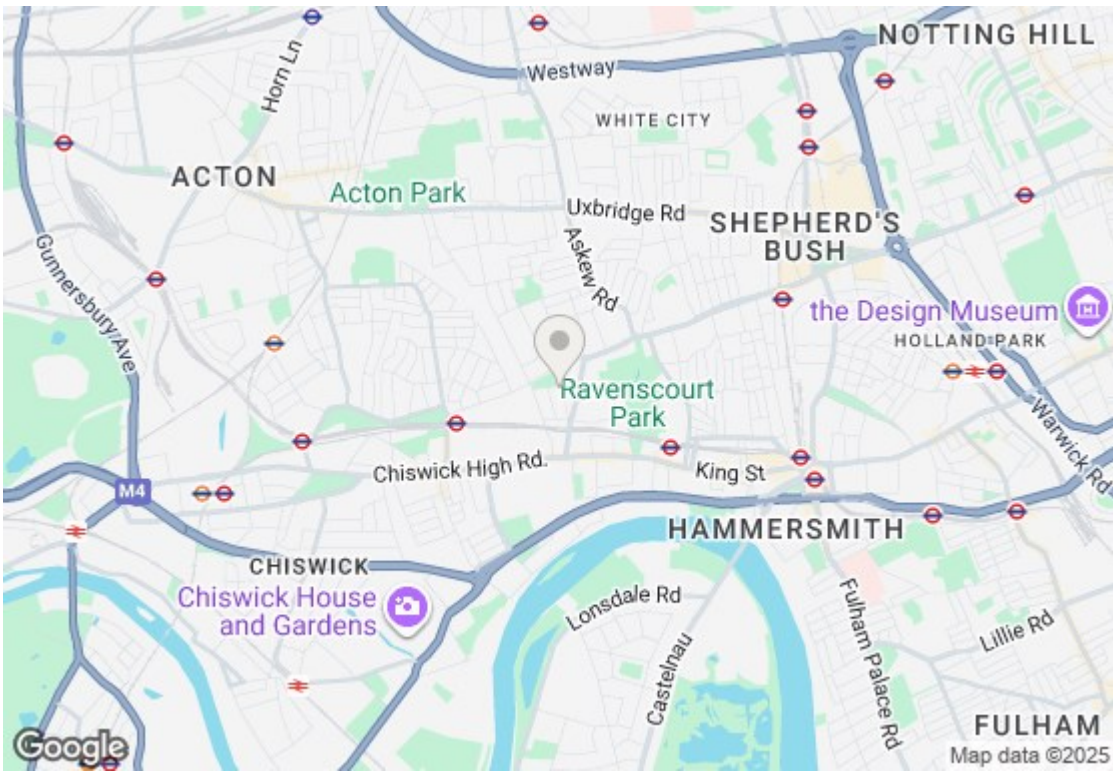 NOTTING HILL
Horn Ln
Westway
WHITE CITY
ACTON
Acton Park
Uxbridge Rd
SHEPHERD'S
BUSH
Askew Rd
Gunnersbury Ave
the Design Museum
HOLLAND PARK
Ravenscourt
Park
Warwick Rd
Chiswick High Rd.
King St
M4
HAMMERSMITH
CHISWICK
Chiswick House
and Gardens
Lonsdale Rd
Castelnau
Fulham Palace Rd
Lillie Rd
FULHAM
Google
Map data ©2025